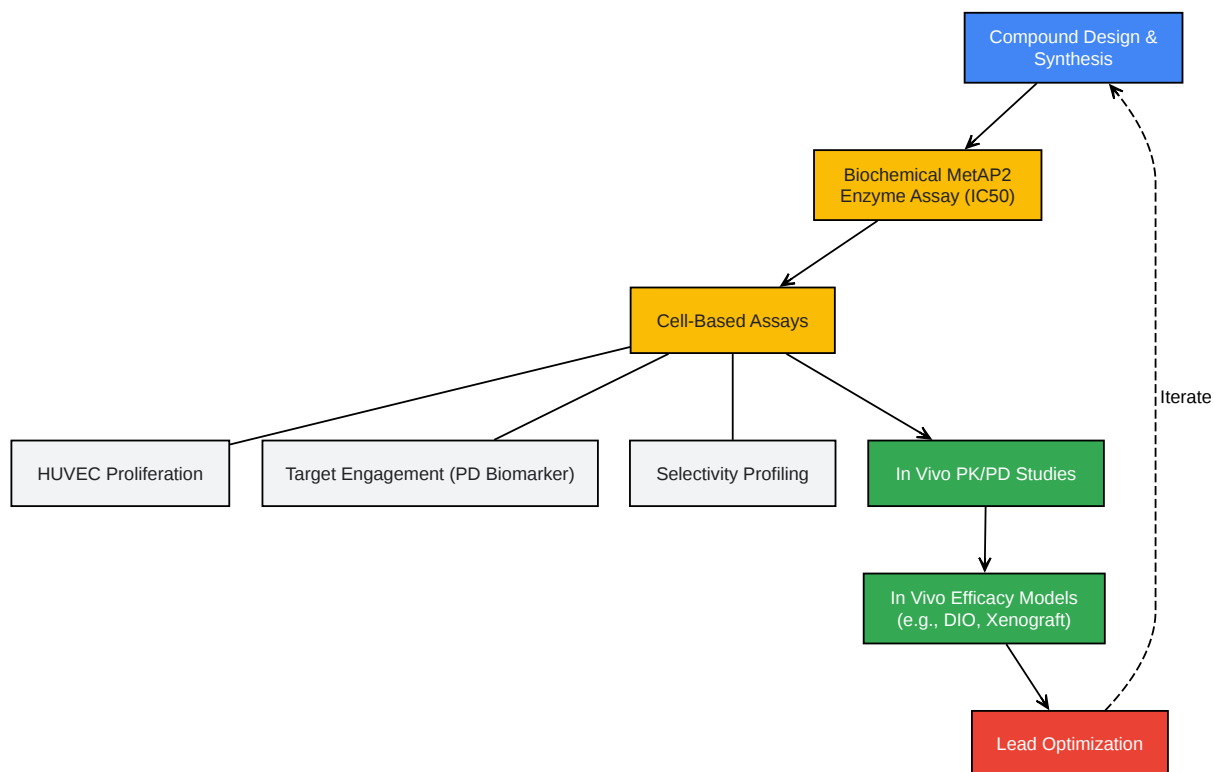 Compound Design &
Synthesis
Biochemical MetAP2
Enzyme Assay (IC50)
Cell-Based Assays
Iterate
HUVEC Proliferation
Target Engagement (PD Biomarker)
Selectivity Profiling
In Vivo PK/PD Studies
In Vivo Efficacy Models
(e.g., DIO, Xenograft)
Lead Optimization